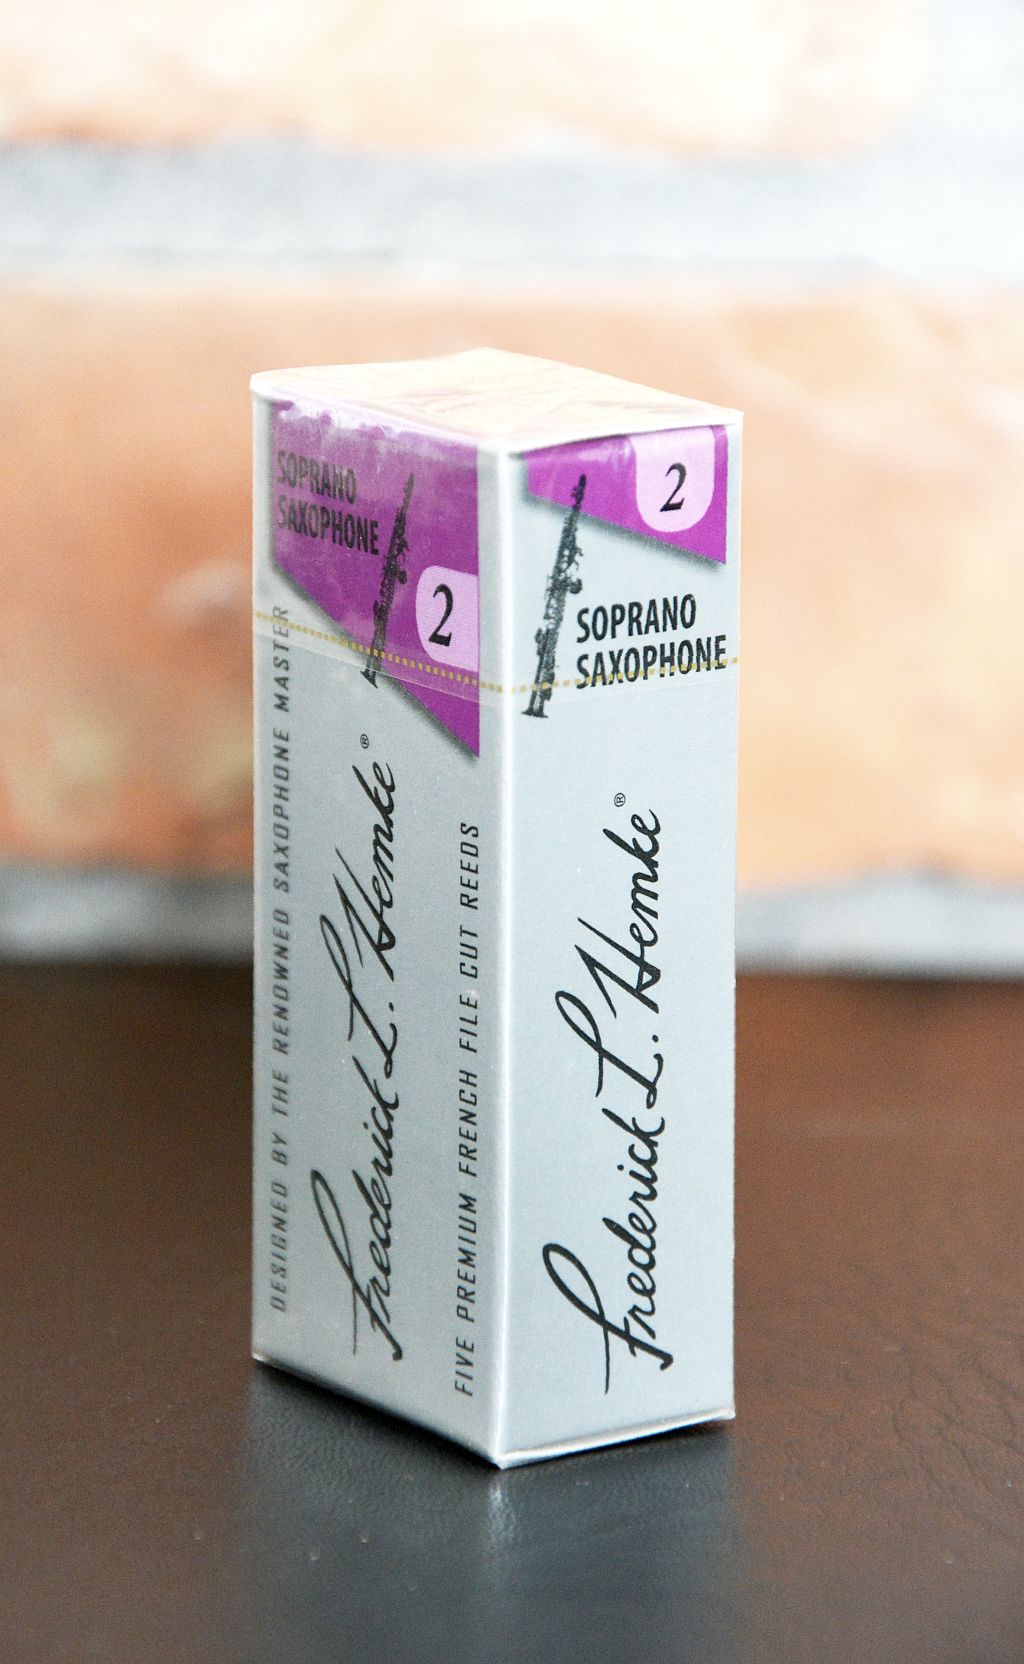 SOPRANO
SAXOPHONE
2
DESIGNED BY THE RENOWNED SAXOPHONE MASTER
Frederick L. Hemke®
FIVE PREMIUM FRENCH FILE CUT REEDS
2
SOPRANO
SAXOPHONE
Frederick L. Hemke®